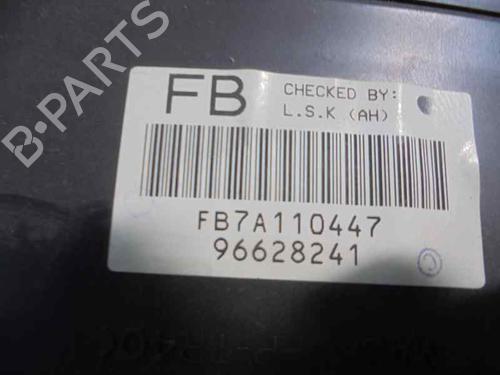 B-PARTS
FB
CHECKED BY:
L.S.K (AH)
FB7A110447
96628241